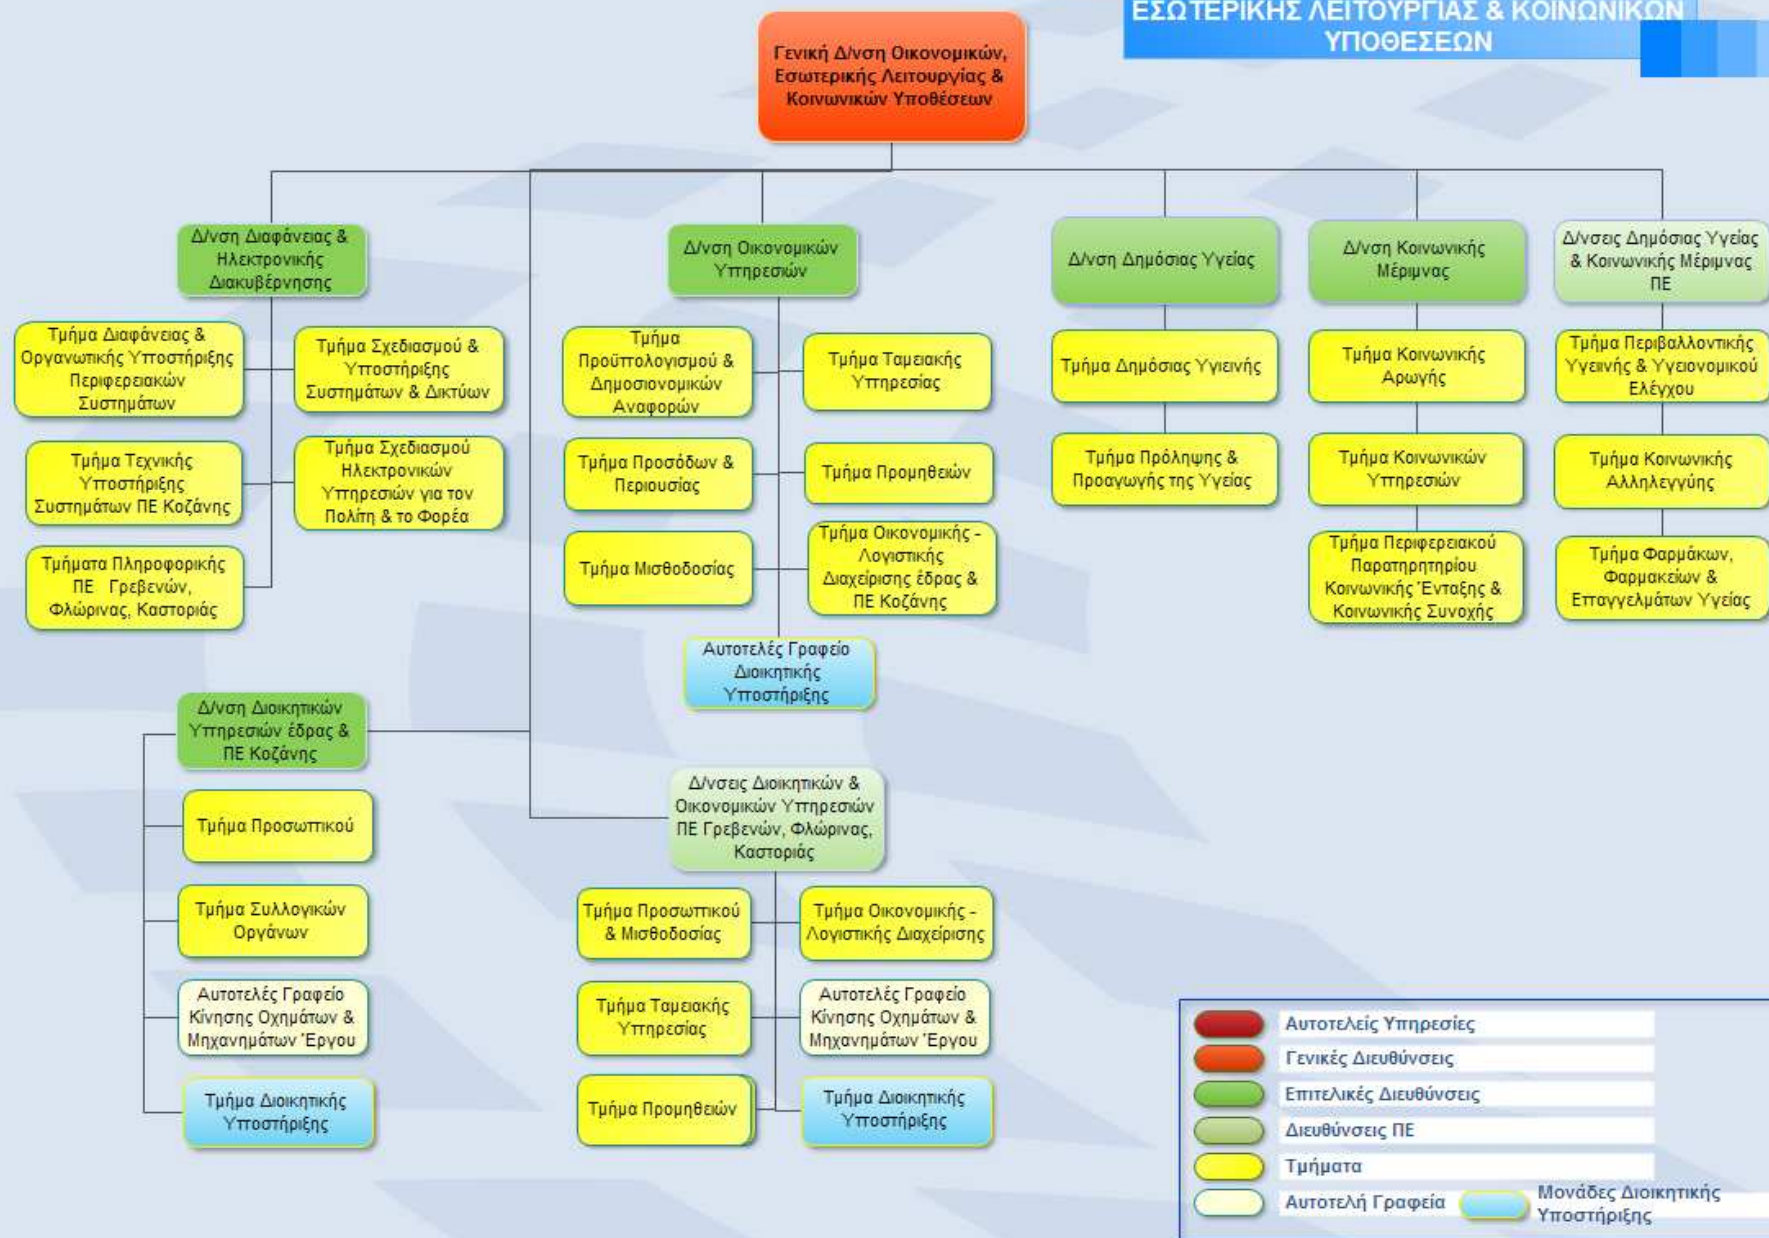 ΕΣΩΤΕΡΙΚΗΣ ΛΕΙΤΟΥΡΓΙΑΣ & ΚΟΙΝΩΝΙΚΩΝ
ΥΠΟΘΕΣΕΩΝ
Γενική Δ/νση Οικονομικών,
Εσωτερικής Λειτουργίας &
Κοινωνικών Υποθέσεων
Δ/νση Διαφάνειας &
Ηλεκτρονικής
Διακυβέρνησης
Δ/νση Οικονομικών
Υπηρεσιών
Δ/νση Δημόσιας Υγείας
Δ/νση Κοινωνικής
Μέριμνας
Δ/νσεις Δημόσιας Υγείας
& Κοινωνικής Μέριμνας
ΠΕ
Τμήμα Διαφάνειας &
Οργανωτικής Υποστήριξης
Περιφερειακών
Συστημάτων
Τμήμα Σχεδιασμού &
Υποστήριξης
Συστημάτων & Δικτύων
Τμήμα Τεχνικής
Υποστήριξης
Συστημάτων ΠΕ Κοζάνης
Τμήμα Σχεδιασμού
Ηλεκτρονικών
Υπηρεσιών για τον
Πολίτη & το Φορέα
Τμήματα Πληροφορικής
ΠΕ Γρεβενών,
Φλώρινας, Καστοριάς
Τμήμα
Προϋπολογισμού &
Δημοσιονομικών
Αναφορών
Τμήμα Ταμειακής
Υπηρεσίας
Τμήμα Προσόδων &
Περιουσίας
Τμήμα Προμηθειών
Τμήμα Μισθοδοσίας
Τμήμα Οικονομικής -
Λογιστικής
Διαχείρισης έδρας &
ΠΕ Κοζάνης
Αυτοτελές Γραφείο
Διοικητικής
Υποστήριξης
Τμήμα Δημόσιας Υγιεινής
Τμήμα Πρόληψης &
Προαγωγής της Υγείας
Τμήμα Κοινωνικής
Αρωγής
Τμήμα Κοινωνικών
Υπηρεσιών
Τμήμα Περιφερειακού
Παρατηρητηρίου
Κοινωνικής Ένταξης &
Κοινωνικής Συνοχής
Τμήμα Περιβαλλοντικής
Υγειινής & Υγειονομικού
Ελέγχου
Τμήμα Κοινωνικής
Αλληλεγγύης
Τμήμα Φαρμάκων,
Φαρμακείων &
Επαγγελμάτων Υγείας
Δ/νση Διοικητικών
Υπηρεσιών έδρας &
ΠΕ Κοζάνης
Τμήμα Προσωπικού
Τμήμα Συλλογικών
Οργάνων
Αυτοτελές Γραφείο
Κίνησης Οχημάτων &
Μηχανημάτων Έργου
Τμήμα Διοικητικής
Υποστήριξης
Δ/νσεις Διοικητικών &
Οικονομικών Υπηρεσιών
ΠΕ Γρεβενών, Φλώρινας,
Καστοριάς
Τμήμα Προσωπικού
& Μισθοδοσίας
Τμήμα Οικονομικής -
Λογιστικής Διαχείρισης
Τμήμα Ταμειακής
Υπηρεσίας
Αυτοτελές Γραφείο
Κίνησης Οχημάτων &
Μηχανημάτων Έργου
Τμήμα Προμηθειών
Τμήμα Διοικητικής
Υποστήριξης
Αυτοτελείς Υπηρεσίες
Γενικές Διευθύνσεις
Επιτελικές Διευθύνσεις
Διευθύνσεις ΠΕ
Τμήματα
Αυτοτελή Γραφεία
Μονάδες Διοικητικής
Υποστήριξης